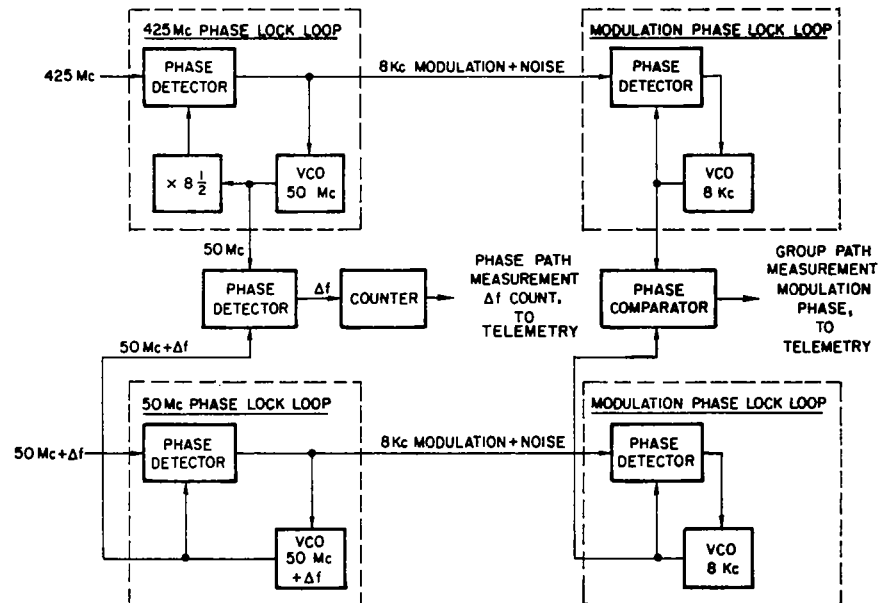 425 Mc PHASE LOCK LOOP
MODULATION PHASE LOCK LOOP
425 Mc
PHASE
DETECTOR
8 Kc MODULATION + NOISE
PHASE
DETECTOR
× 8 1/2
VCO
50 Mc
VCO
8 Kc
50 Mc
PHASE
DETECTOR
Δf
COUNTER
PHASE PATH
MEASUREMENT
Δf COUNT,
TO
TELEMETRY
PHASE
COMPARATOR
GROUP PATH
MEASUREMENT
MODULATION
PHASE,
TO
TELEMETRY
50 Mc + Δf
50 Mc PHASE LOCK LOOP
MODULATION PHASE LOCK LOOP
50 Mc + Δf
PHASE
DETECTOR
8 Kc MODULATION + NOISE
PHASE
DETECTOR
VCO
50 Mc
+ Δf
VCO
8 Kc